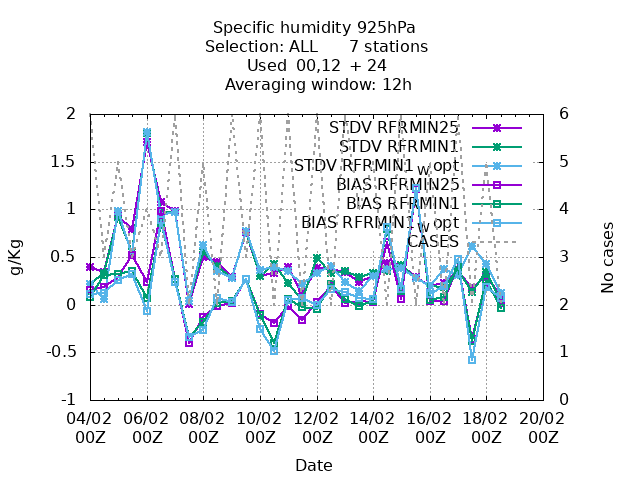 Specific humidity 925hPa
Selection: ALL 7 stations
Used 00,12 + 24
Averaging window: 12h
g/Kg
No cases
2
1.5
1
0.5
0
-0.5
-1
6
5
4
3
2
1
0
STDV RFRMIN25
STDV RFRMIN1
STDV RFRMIN1_w_opt
BIAS RFRMIN25
BIAS RFRMIN1
BIAS RFRMIN1_w_opt
CASES
04/02 06/02 08/02 10/02 12/02 14/02 16/02 18/02 20/02
00Z 00Z 00Z 00Z 00Z 00Z 00Z 00Z 00Z
Date